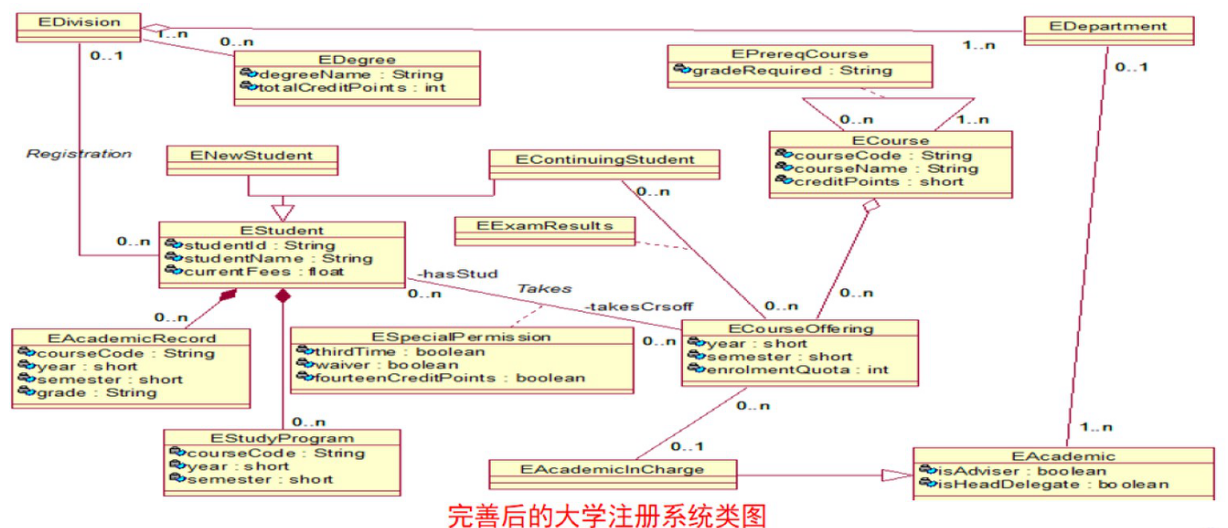 EDivision
EDepartment
1..n
0..n
1..n
0..1
0..1
EDegree
degreeName : String
totalCreditPoints : int
EPrereqCourse
gradeRequired : String
0..n
1..n
ECourse
courseCode : String
courseName : String
creditPoints : short
Registration
ENewStudent
EContinuingStudent
0..n
EExamResults
0..n
EStudent
studentId : String
studentName : String
currentFees : float
-hasStud
0..n
Takes
-takesCrsoff
0..n
0..n
0..n
0..n
EAcademicRecord
courseCode : String
year : short
semester : short
grade : String
ESpecialPermission
thirdTime : boolean
waiver : boolean
fourteenCreditPoints : boolean
ECourseOffering
year : short
semester : short
enrolmentQuota : int
0..n
0..n
EStudyProgram
courseCode : String
year : short
semester : short
0..1
EAcademicInCharge
1..n
EAcademic
isAdviser : boolean
isHeadDelegate : boolean
完善后的大学注册系统类图